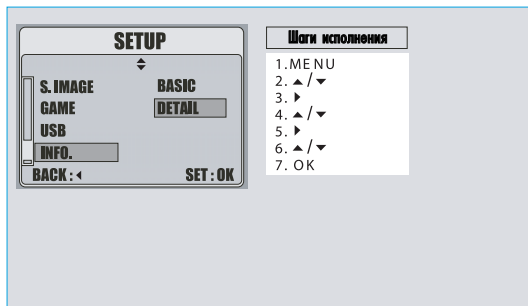 SETUP
S. IMAGE BASIC
GAME DETAIL
USB
INFO.
BACK : ◂ SET : OK
Шаги исполнения
1.MENU
2. ▲/▼
3. ▶
4. ▲/▼
5. ▶
6. ▲/▼
7. OK